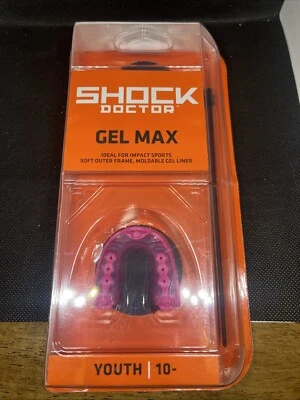 SHOCK
DOCTOR
GEL MAX
IDEAL FOR IMPACT SPORTS
SOFT OUTER FRAME, MOLDABLE GEL LINER
YOUTH | 10-